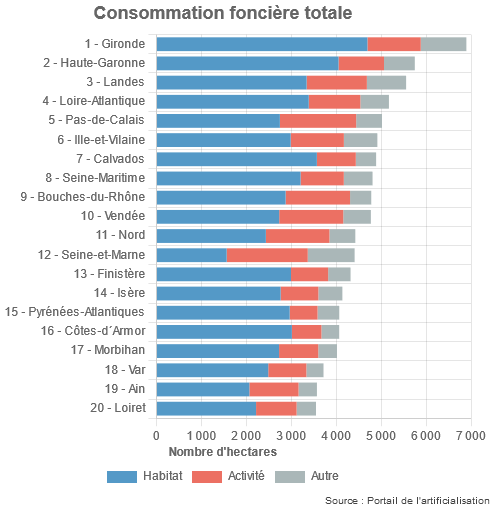 Consommation foncière totale
1 - Gironde
2 - Haute-Garonne
3 - Landes
4 - Loire-Atlantique
5 - Pas-de-Calais
6 - Ille-et-Vilaine
7 - Calvados
8 - Seine-Maritime
9 - Bouches-du-Rhône
10 - Vendée
11 - Nord
12 - Seine-et-Marne
13 - Finistère
14 - Isère
15 - Pyrénées-Atlantiques
16 - Côtes-d´Armor
17 - Morbihan
18 - Var
19 - Ain
20 - Loiret
0 1 000 2 000 3 000 4 000 5 000 6 000 7 000
Nombre d'hectares
Habitat Activité Autre
Source : Portail de l'artificialisation